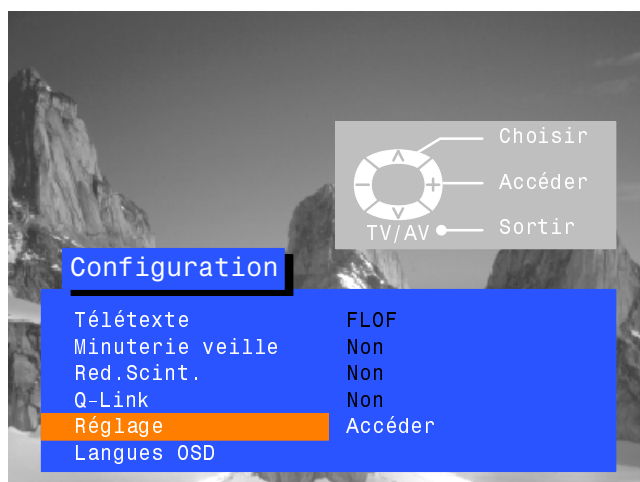 Choisir
Accéder
TV/AV Sortir
Configuration
Télétexte FLOF
Minuterie veille Non
Red.Scint. Non
Q-Link Non
Réglage Accéder
Langues OSD